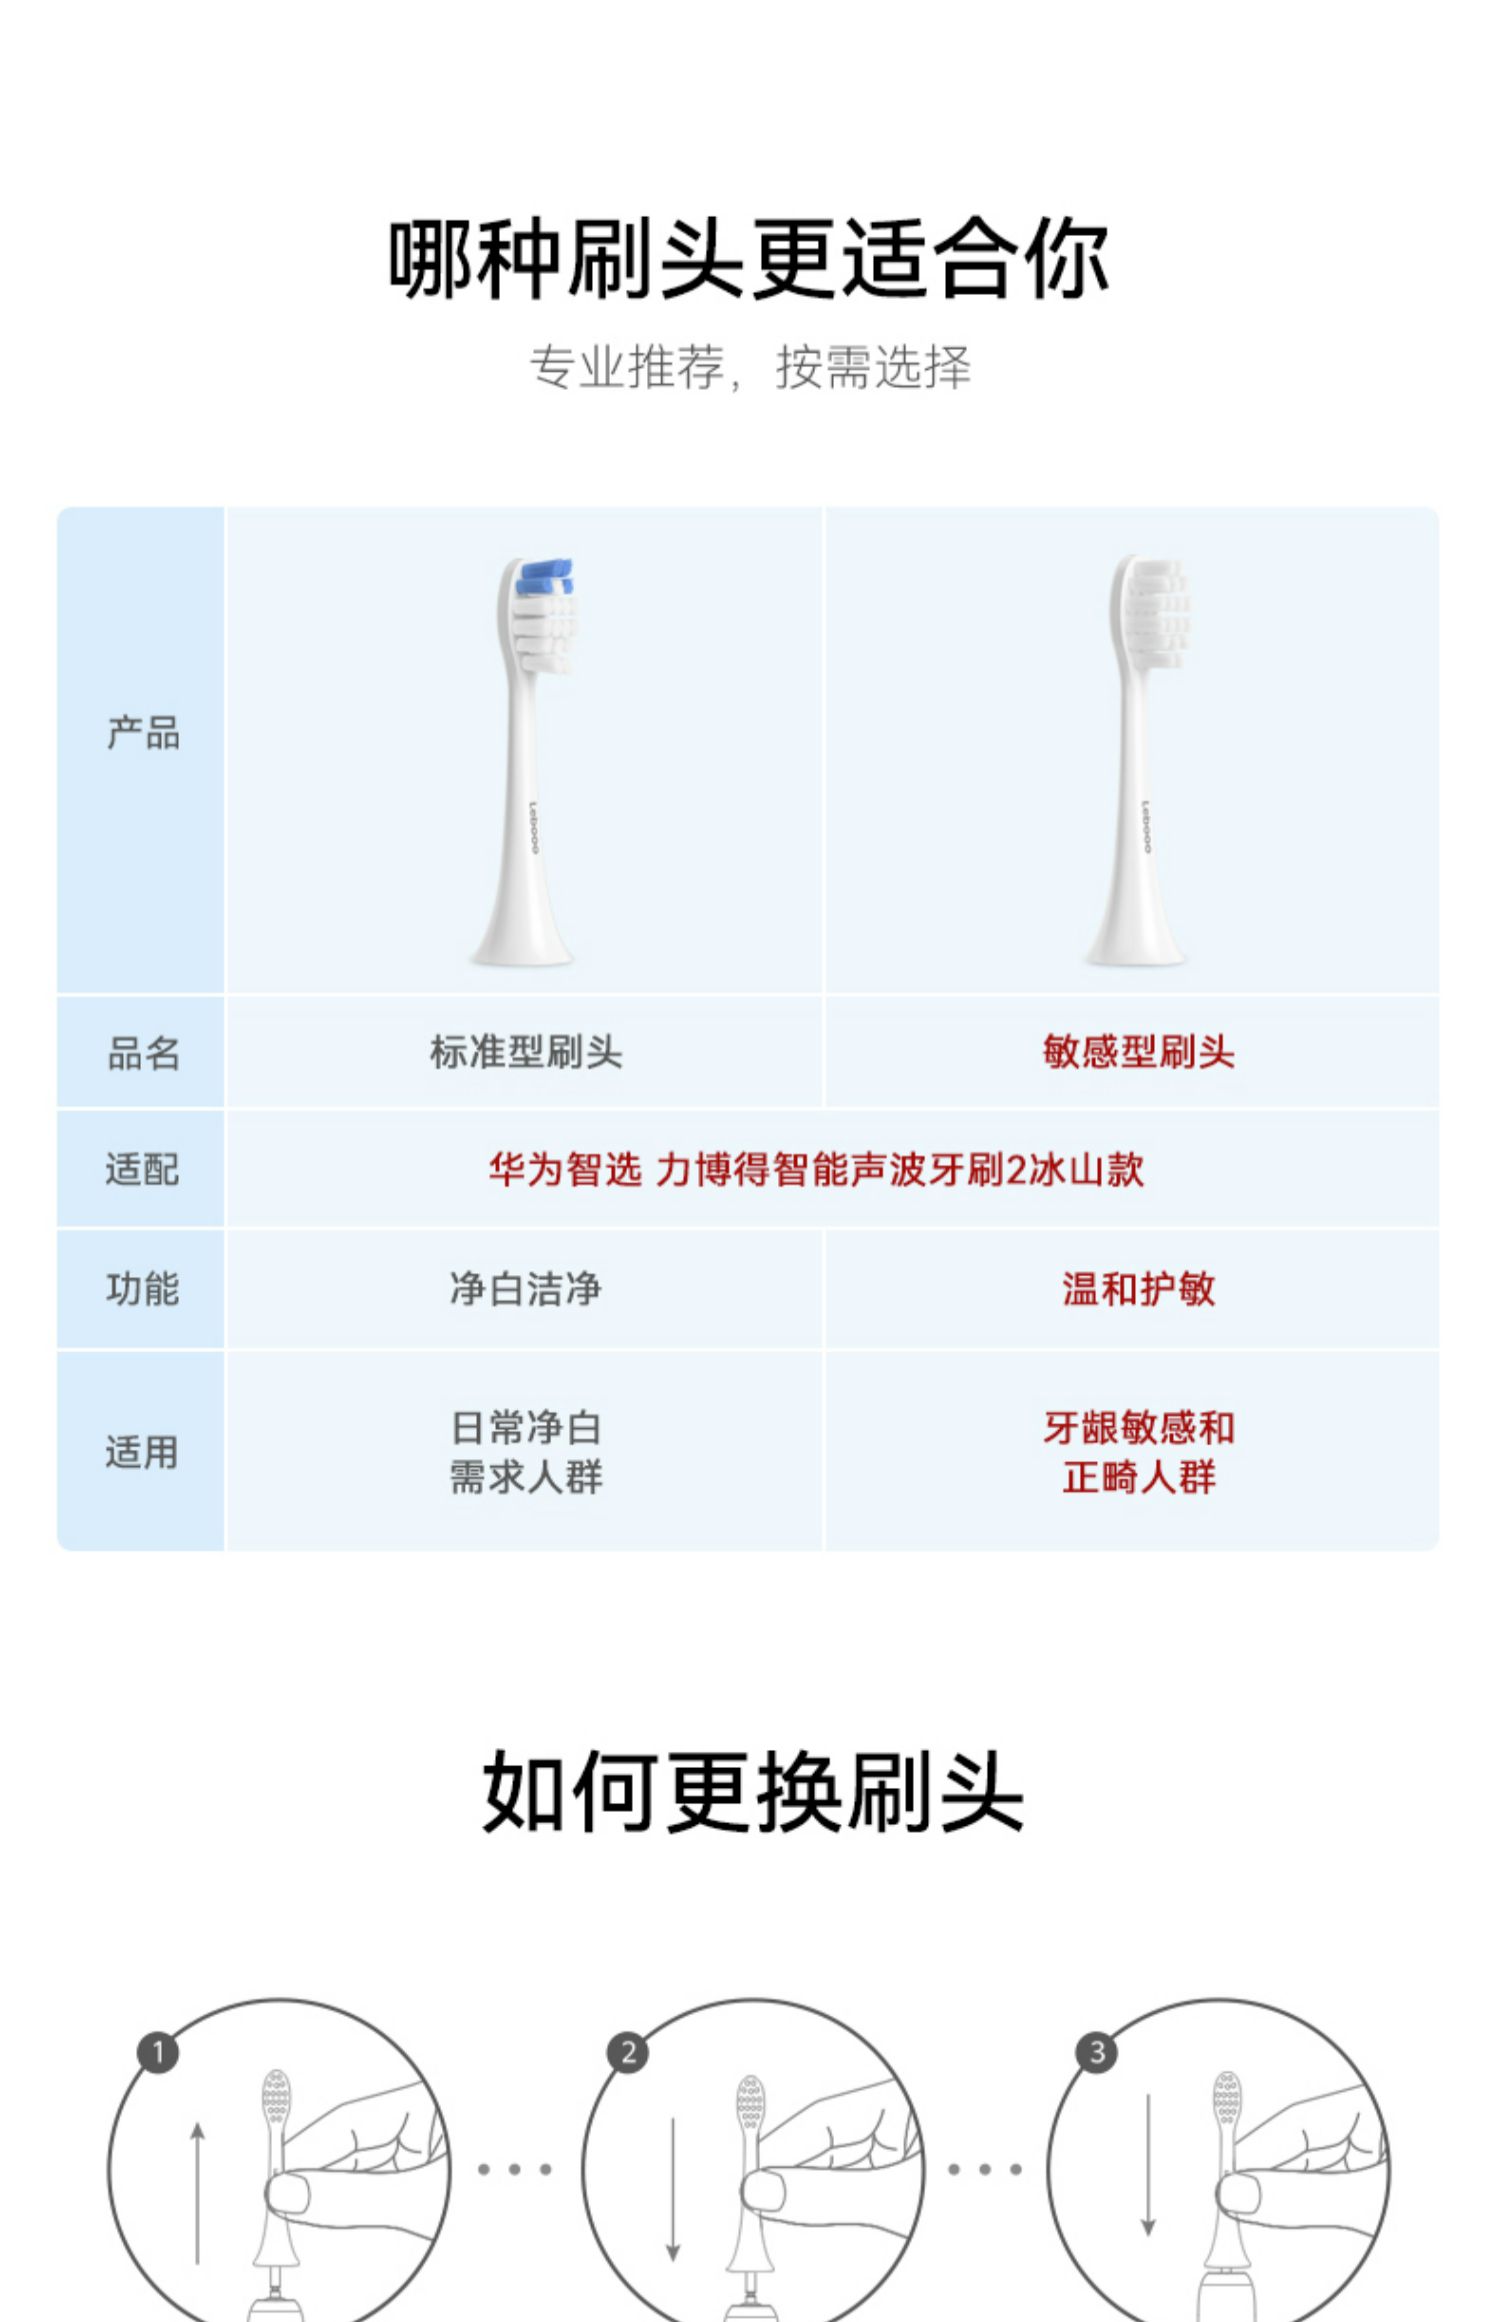 哪种刷头更适合你
专业推荐，按需选择
产品
Lebooo
Lebooo
品名
标准型刷头
敏感型刷头
适配
华为智选 力博得智能声波牙刷2冰山款
功能
净白洁净
温和护敏
适用
日常净白
需求人群
牙龈敏感和
正畸人群
如何更换刷头
1
2
3